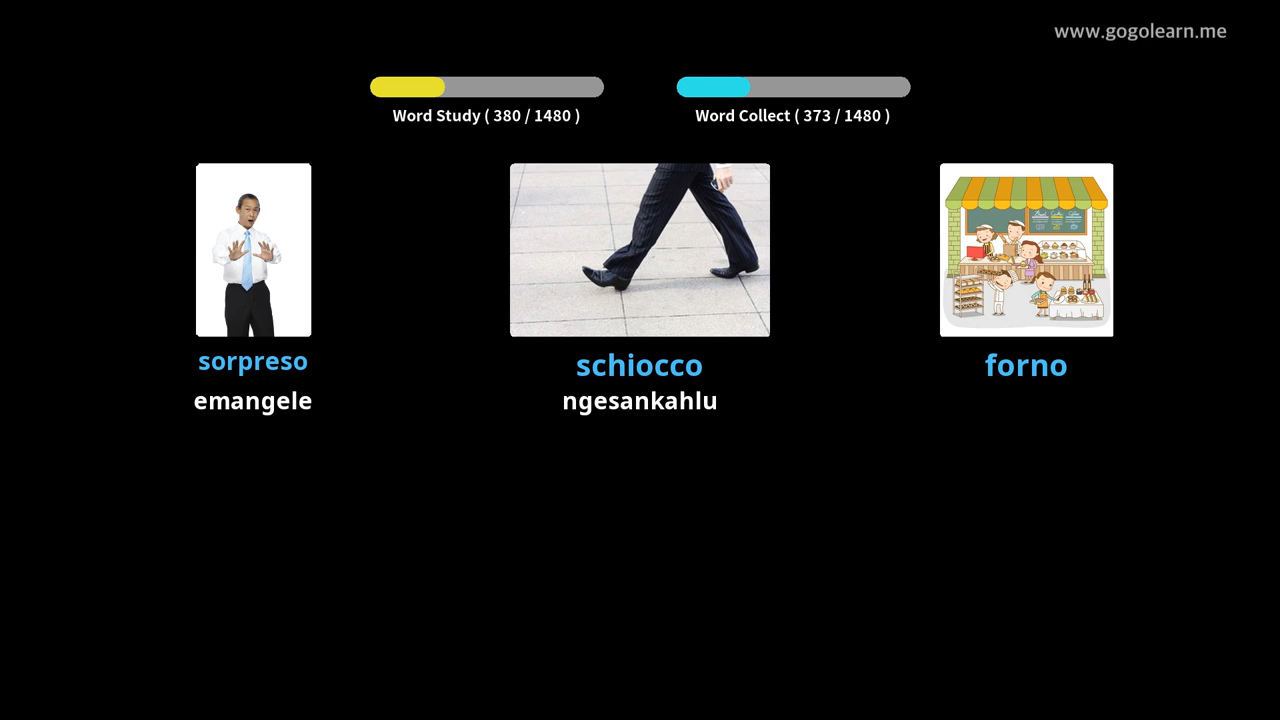 www.gogolearn.me
Word Study ( 380 / 1480 )
Word Collect ( 373 / 1480 )
sorpreso
schiocco
forno
emangele
ngesankahlu